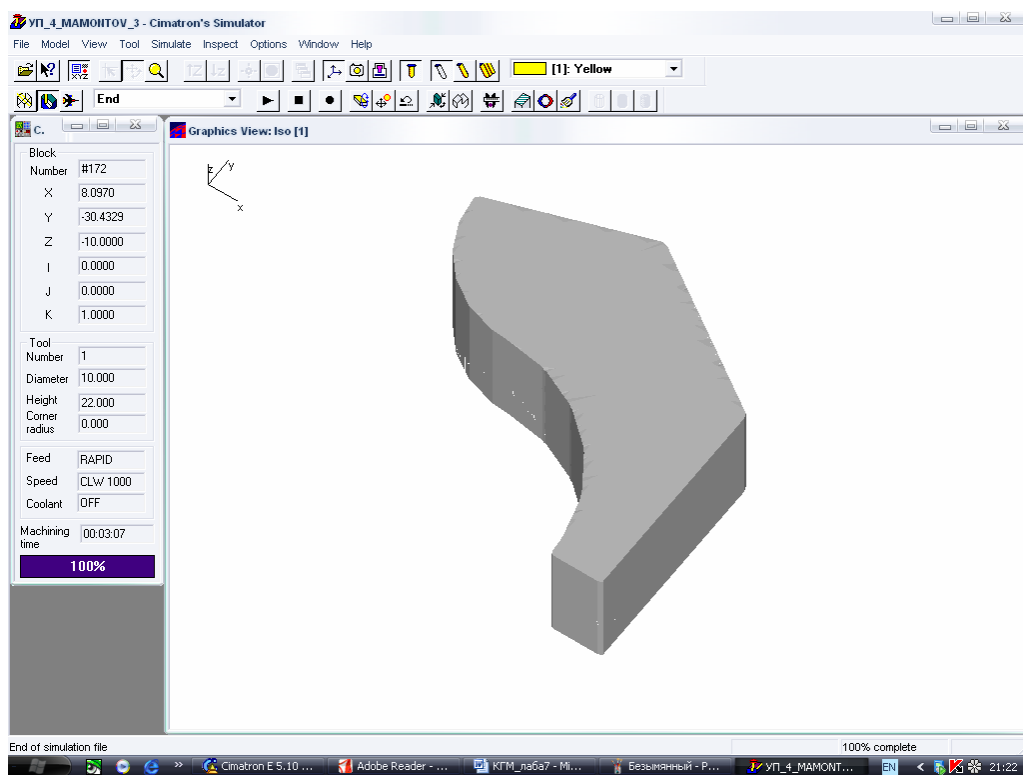 УП_4_MAMONTOV_3 - Cimatron's Simulator
File Model View Tool Simulate Inspect Options Window Help
XYZ
[1]: Yellow
End
C.
Graphics View: Iso [1]
z y
x
Block
Number #172
X 8.0970
Y -30.4329
Z -10.0000
I 0.0000
J 0.0000
K 1.0000
Tool
Number 1
Diameter 10.000
Height 22.000
Corner radius 0.000
Feed RAPID
Speed CLW 1000
Coolant OFF
Machining time 00:03:07
100%
End of simulation file 100% complete
» Cimatron E 5.10 ... Adobe Reader - ... КГМ_лаба7 - Mi... Безымянный - P... УП_4_MAMONT... EN < 21:22